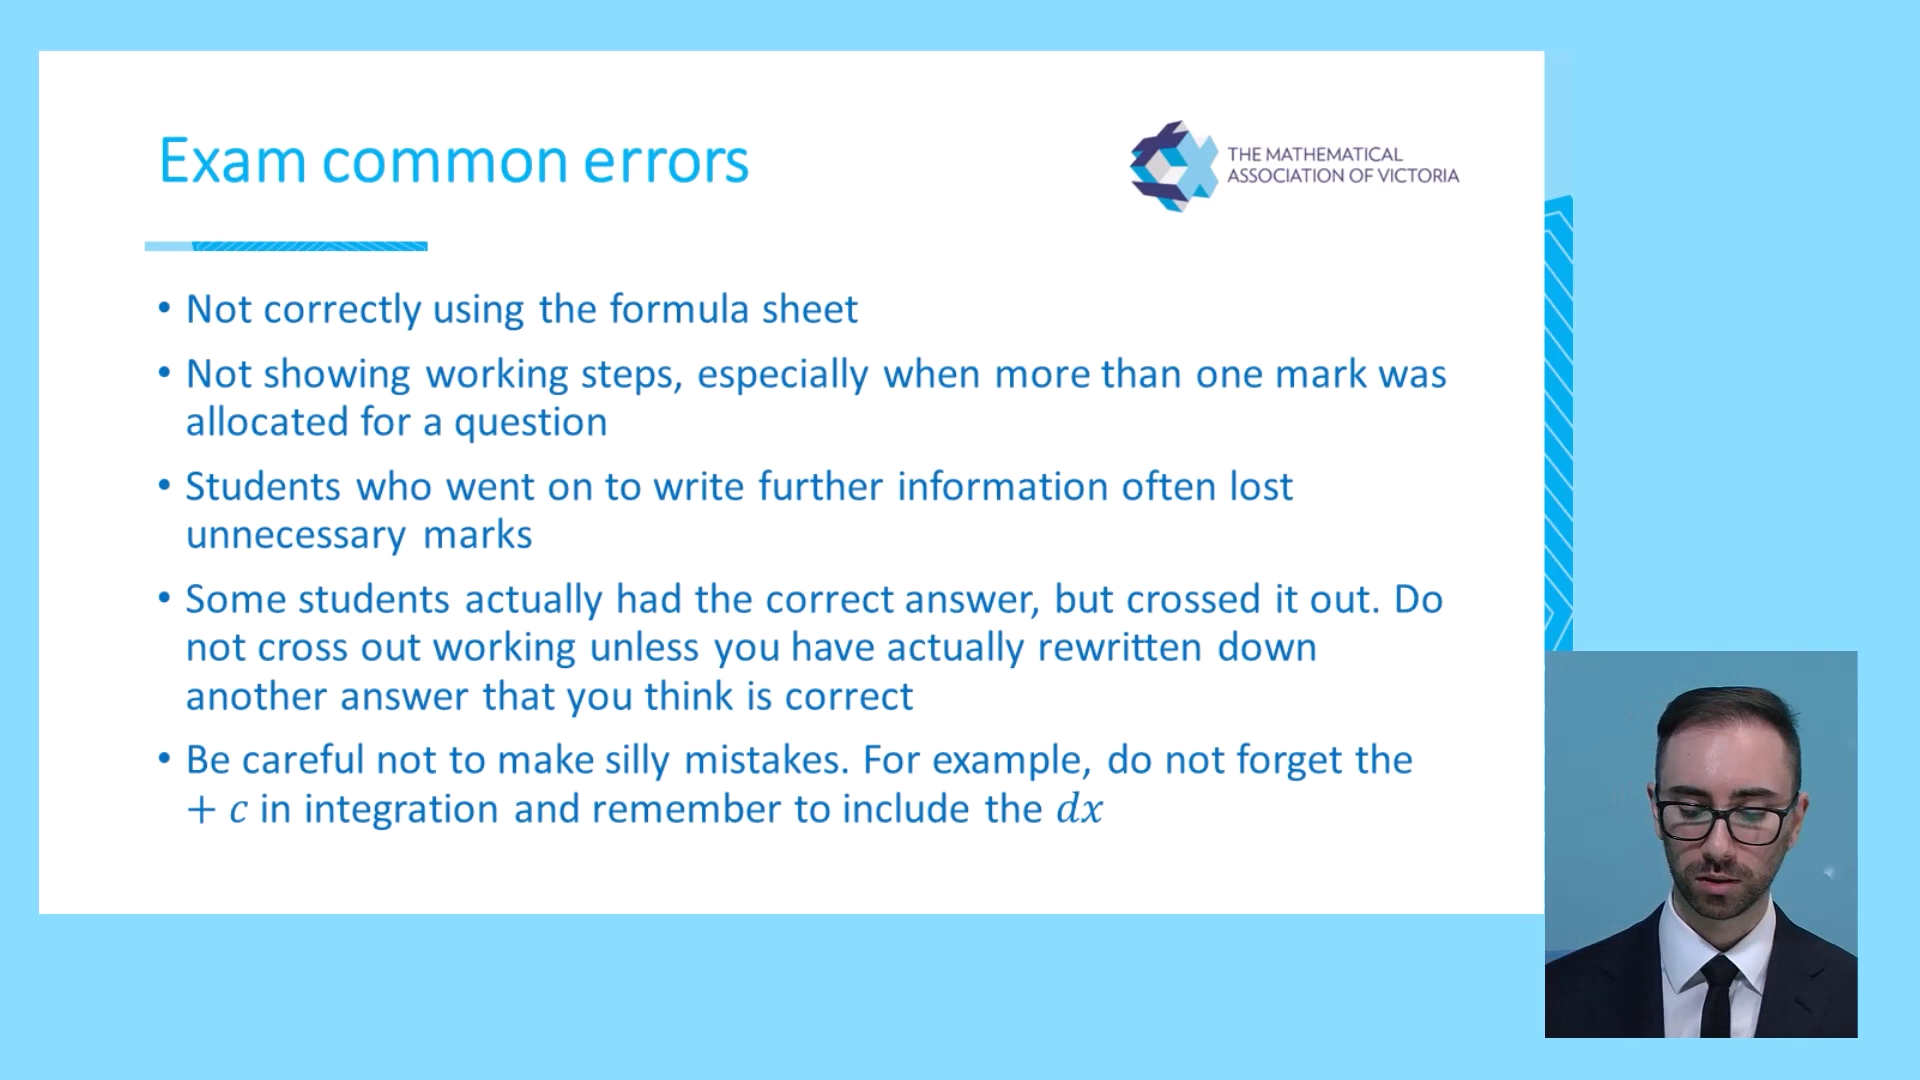 Exam common errors
THE MATHEMATICAL
ASSOCIATION OF VICTORIA
• Not correctly using the formula sheet
• Not showing working steps, especially when more than one mark was
allocated for a question
• Students who went on to write further information often lost
unnecessary marks
• Some students actually had the correct answer, but crossed it out. Do
not cross out working unless you have actually rewritten down
another answer that you think is correct
• Be careful not to make silly mistakes. For example, do not forget the
+ c in integration and remember to include the dx